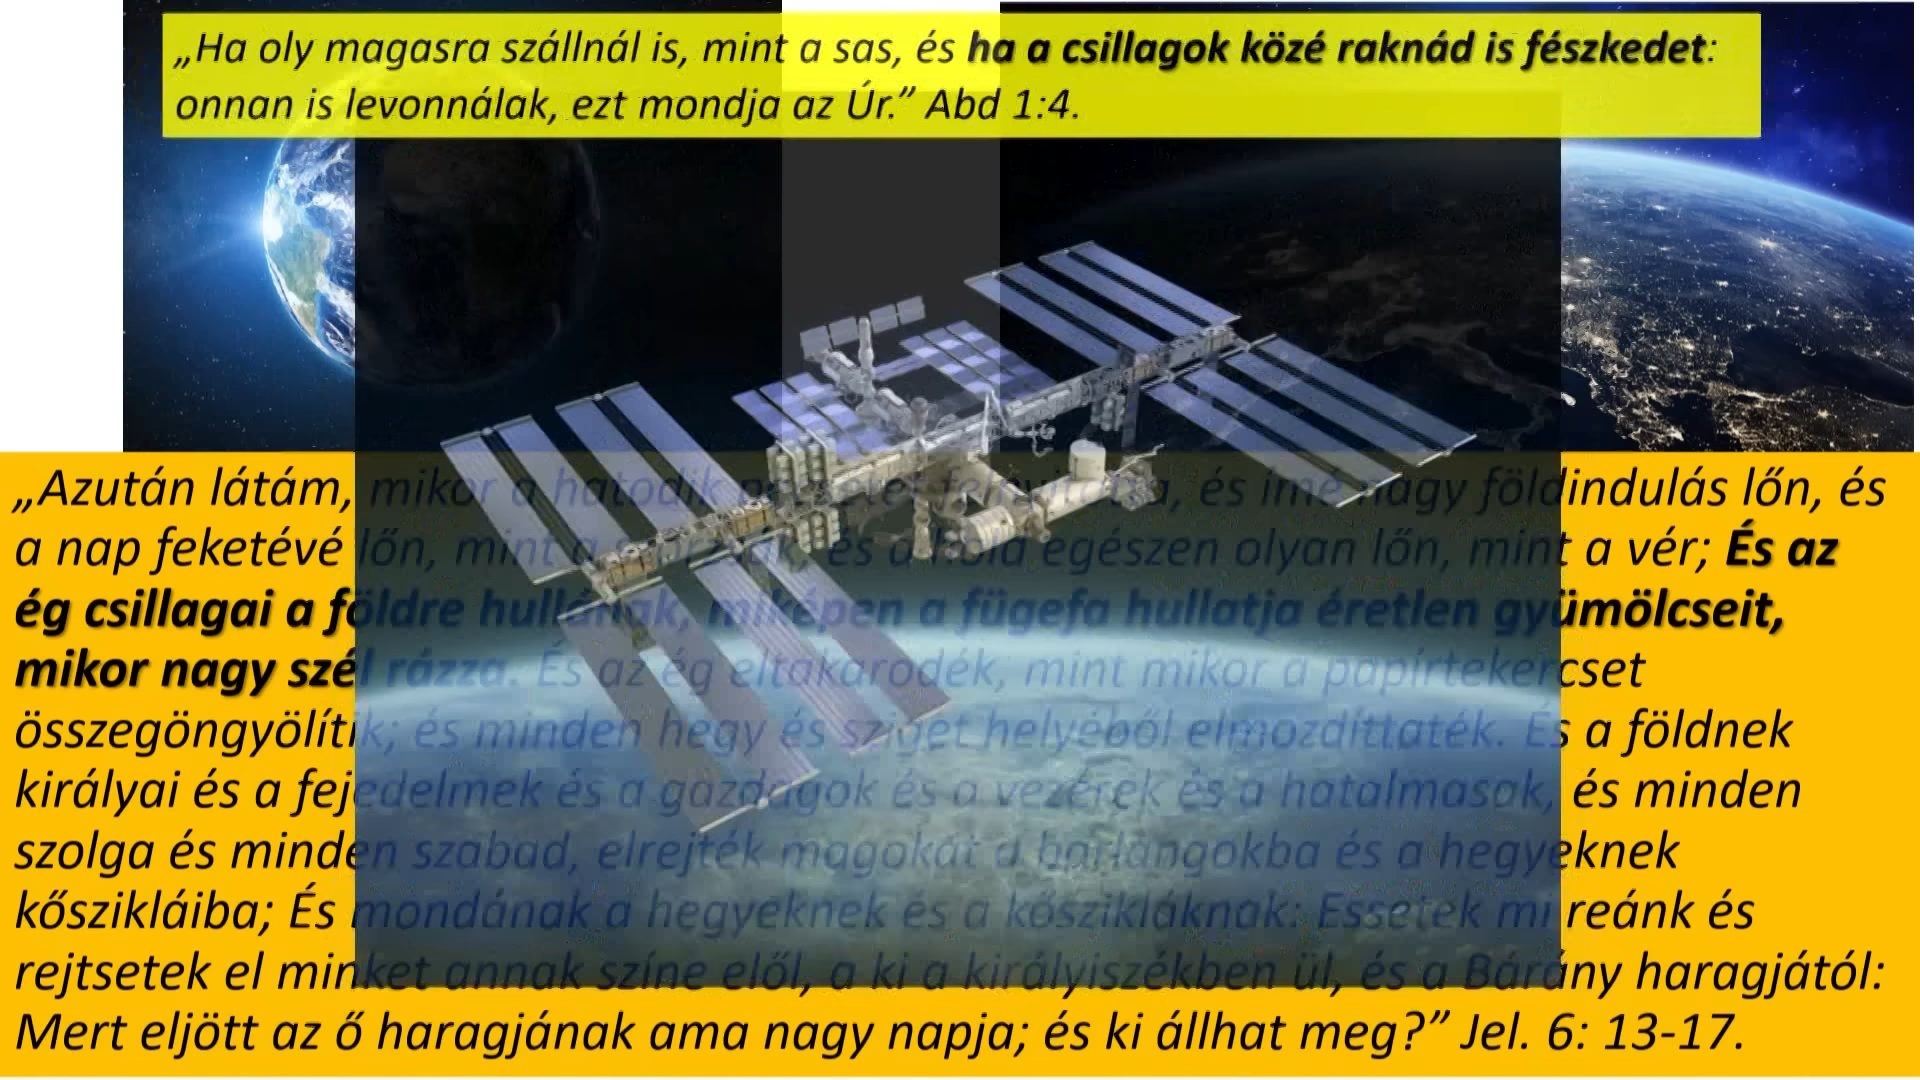 „Ha oly magasra szállnál is, mint a sas, és ha a csillagok közé raknád is fészkedet:
onnan is levonnálak, ezt mondja az Úr.” Abd 1:4.
„Azután látám, mikor a hatodik pecsétet felnyitotta, és ímé nagy földindulás lőn, és
a nap feketévé lőn, mint a és a hold egészen olyan lőn, mint a vér; És az
ég csillagai a földre hullának, miképen a fügefa hullatja éretlen gyümölcseit,
mikor nagy szél rázza. És az ég eltakarodék, mint mikor a papírtekercset
összegöngyölítik; és minden hegy és sziget helyéből elmozdíttaték. És a földnek
királyai és a fejedelmek és a gazdagok és a vezérek és a hatalmasak, és minden
szolga és minden szabad, elrejték magokat a barlangokba és a hegyeknek
kőszikláiba; És mondának a hegyeknek és a kőszikláknak: Essetek mi reánk és
rejtsetek el minket annak színe elől, a ki a királyiszékben ül, és a Bárány haragjától:
Mert eljött az ő haragjának ama nagy napja; és ki állhat meg?” Jel. 6: 13-17.